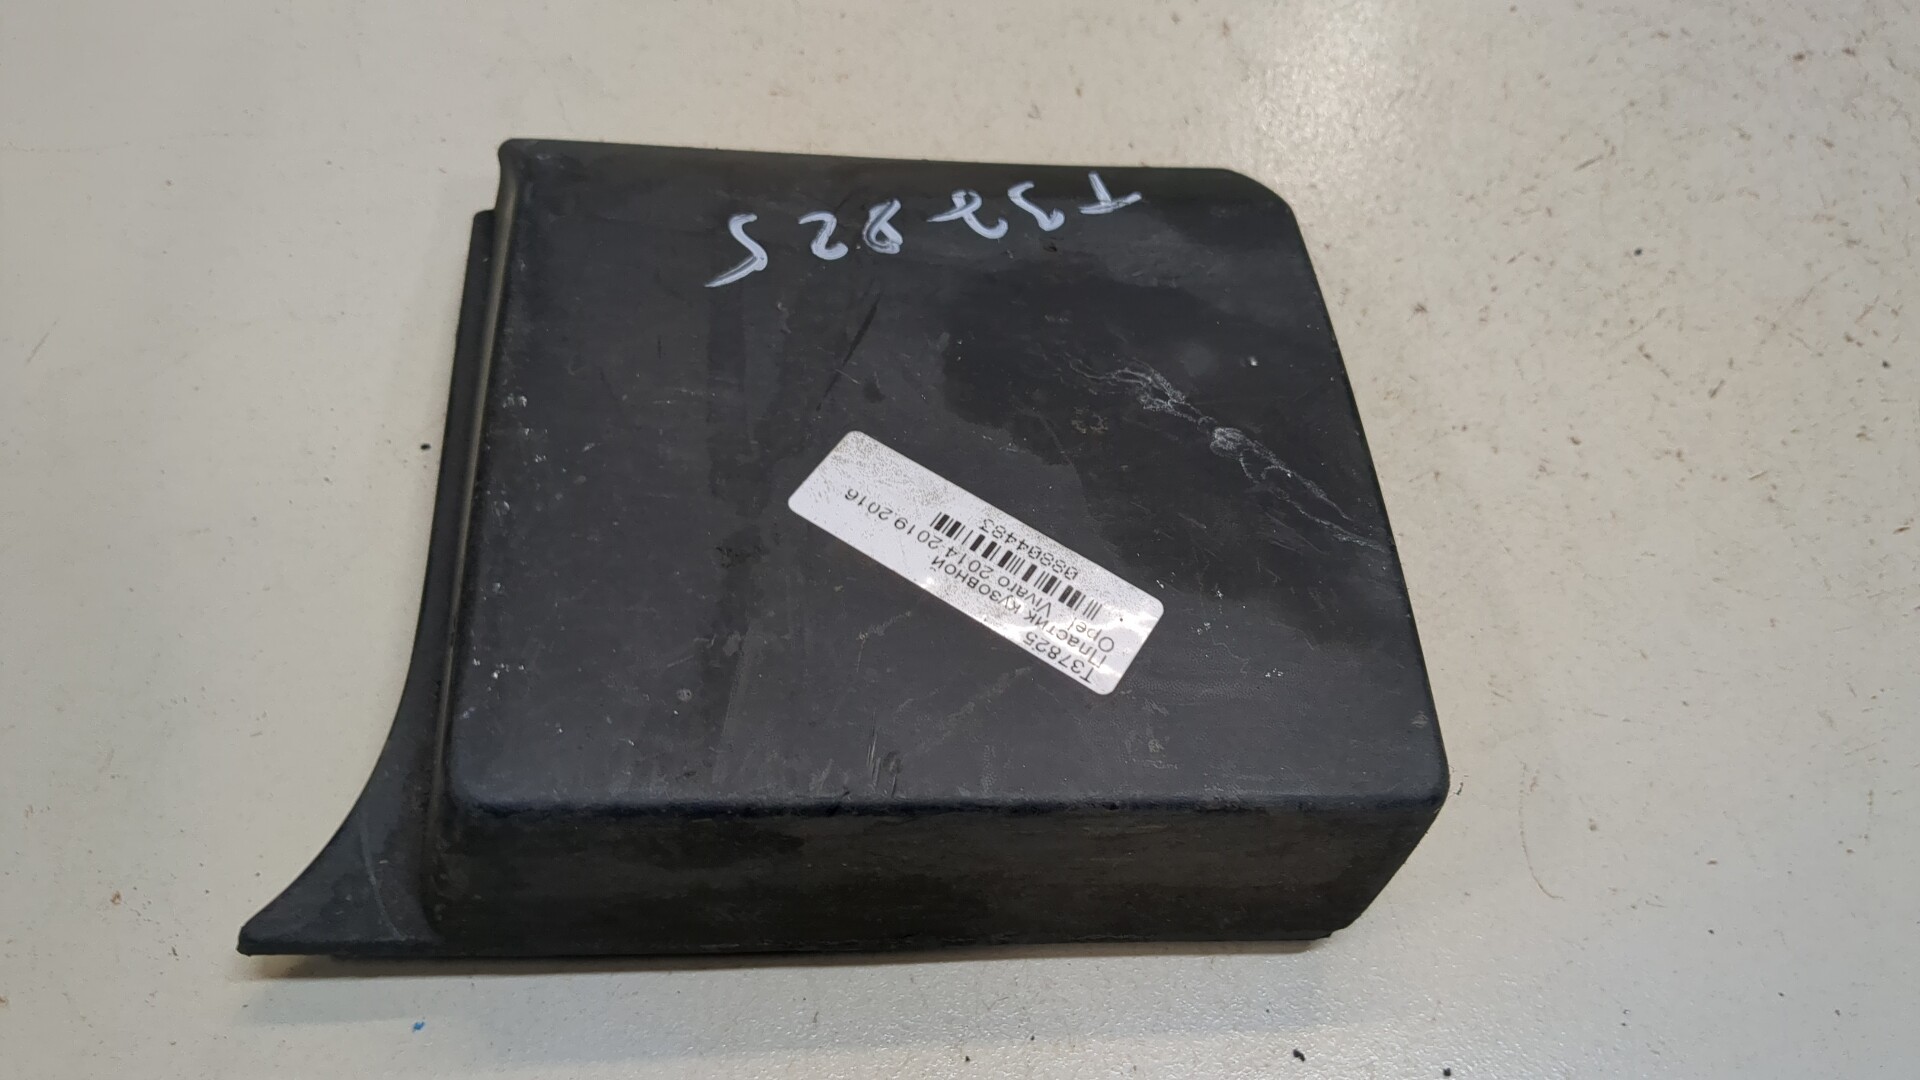 T37825
T37825
Пластик кузовной
Opel Vivaro 2014-2019,2016
08804483